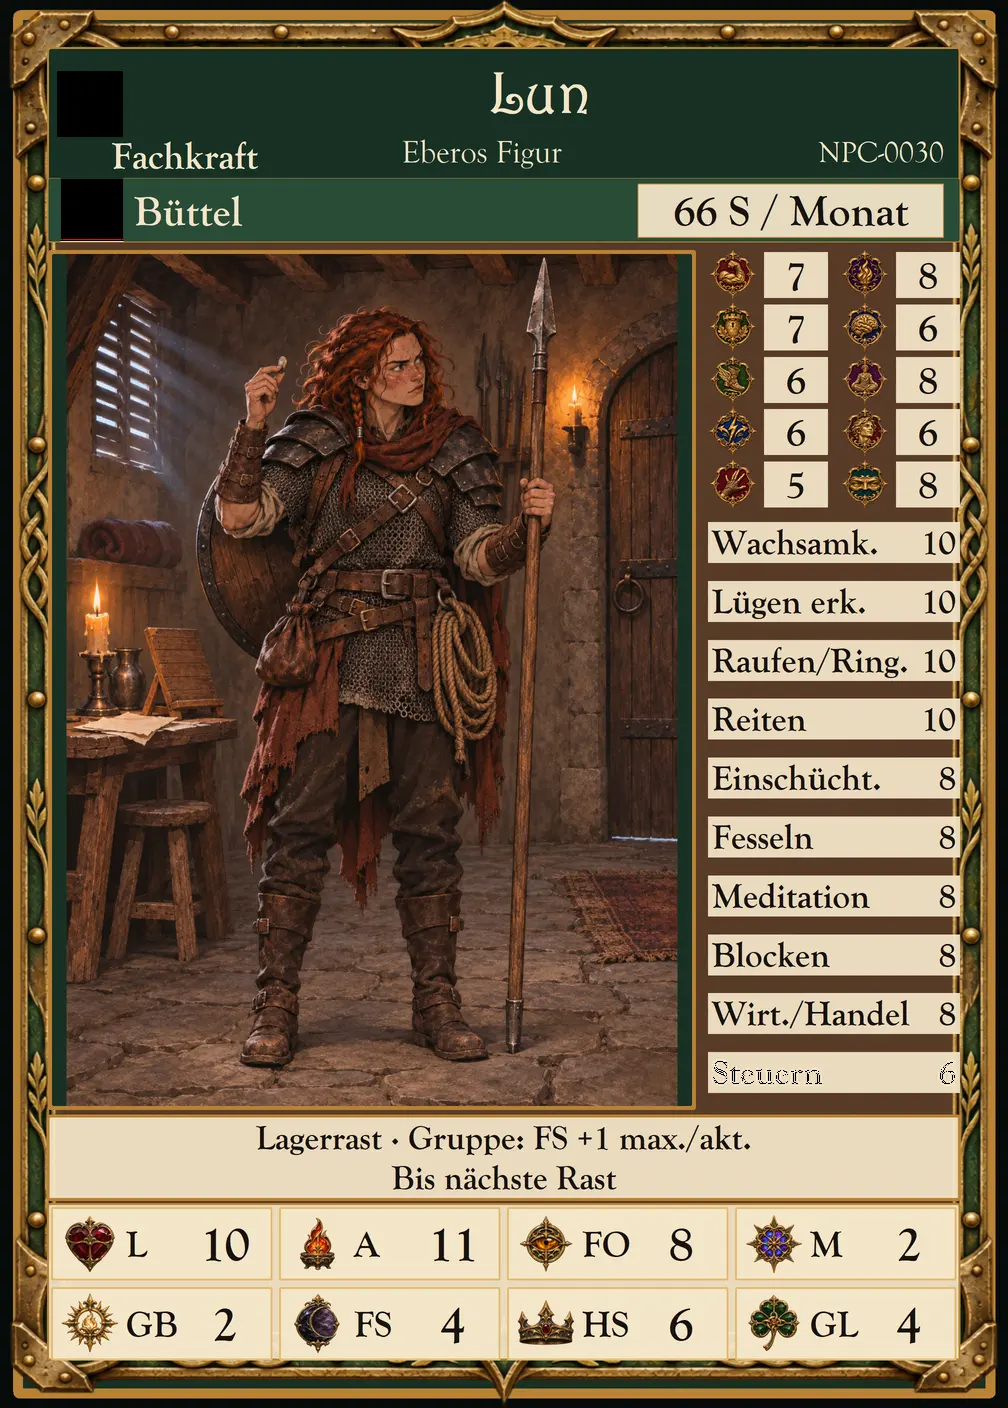 Lun
Fachkraft Eberos Figur NPC-0030
Büttel 66 S / Monat
7 8
7 6
6 8
6 6
5 8
Wachsamk. 10
Lügen erk. 10
Raufen/Ring. 10
Reiten 10
Einschücht. 8
Fesseln 8
Meditation 8
Blocken 8
Wirt./Handel 8
Steuern 6
Lagerrast · Gruppe: FS +1 max./akt.
Bis nächste Rast
L 10 A 11 FO 8 M 2
GB 2 FS 4 HS 6 GL 4